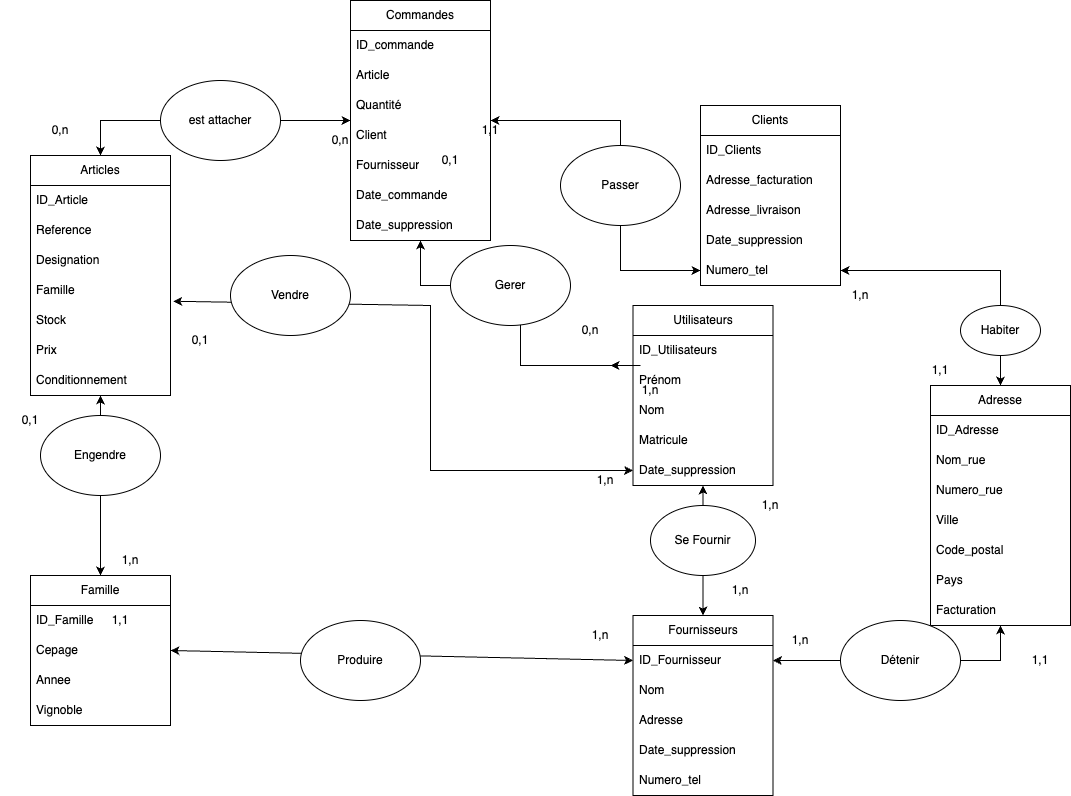 Commandes
ID_commande
Article
Quantité
Client
Fournisseur
Date_commande
Date_suppression
0,1
1,1
est attacher
0,n
0,n
Articles
ID_Article
Reference
Designation
Famille
Stock
Prix
Conditionnement
Passer
Clients
ID_Clients
Adresse_facturation
Adresse_livraison
Date_suppression
Numero_tel
1,n
Habiter
1,1
Vendre
0,1
1,n
Gerer
0,n
Utilisateurs
ID_Utilisateurs
Prénom
1,n
Nom
Matricule
Date_suppression
Adresse
ID_Adresse
Nom_rue
Numero_rue
Ville
Code_postal
Pays
Facturation
0,1
Engendre
1,n
Famille
ID_Famille
1,1
Cepage
Annee
Vignoble
Produire
1,n
1,n
Se Fournir
1,n
Fournisseurs
ID_Fournisseur
Nom
Adresse
Date_suppression
Numero_tel
1,n
Détenir
1,1